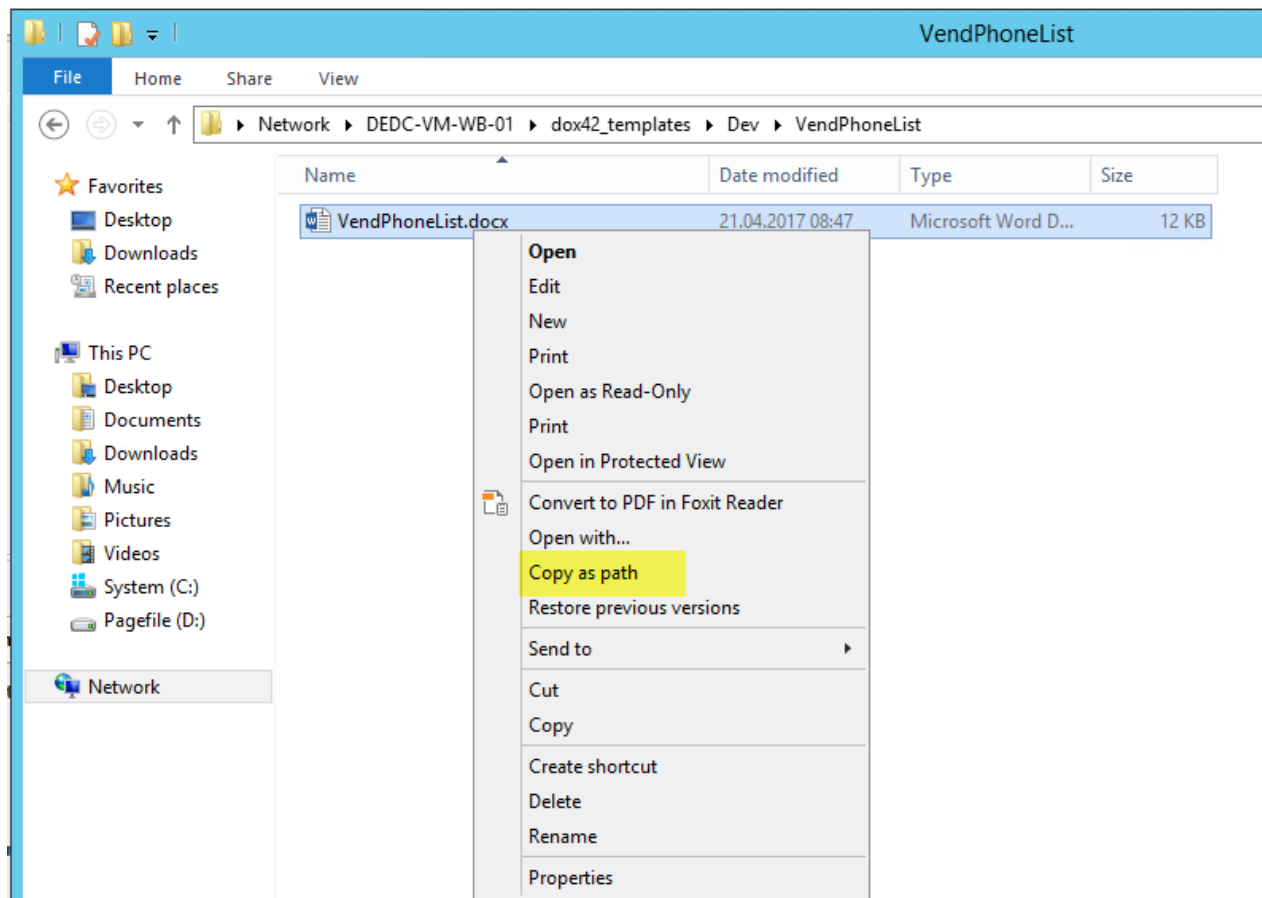 VendPhoneList
File Home Share View
Network DEDC-VM-WB-01 dox42_templates Dev VendPhoneList
Name Date modified Type Size
Favorites
Desktop
Downloads
Recent places
This PC
Desktop
Documents
Downloads
Music
Pictures
Videos
System (C:)
Pagefile (D:)
Network
VendPhoneList.docx 21.04.2017 08:47 Microsoft Word D... 12 KB
Open
Edit
New
Print
Open as Read-Only
Print
Open in Protected View
Convert to PDF in Foxit Reader
Open with...
Copy as path
Restore previous versions
Send to
Cut
Copy
Create shortcut
Delete
Rename
Properties